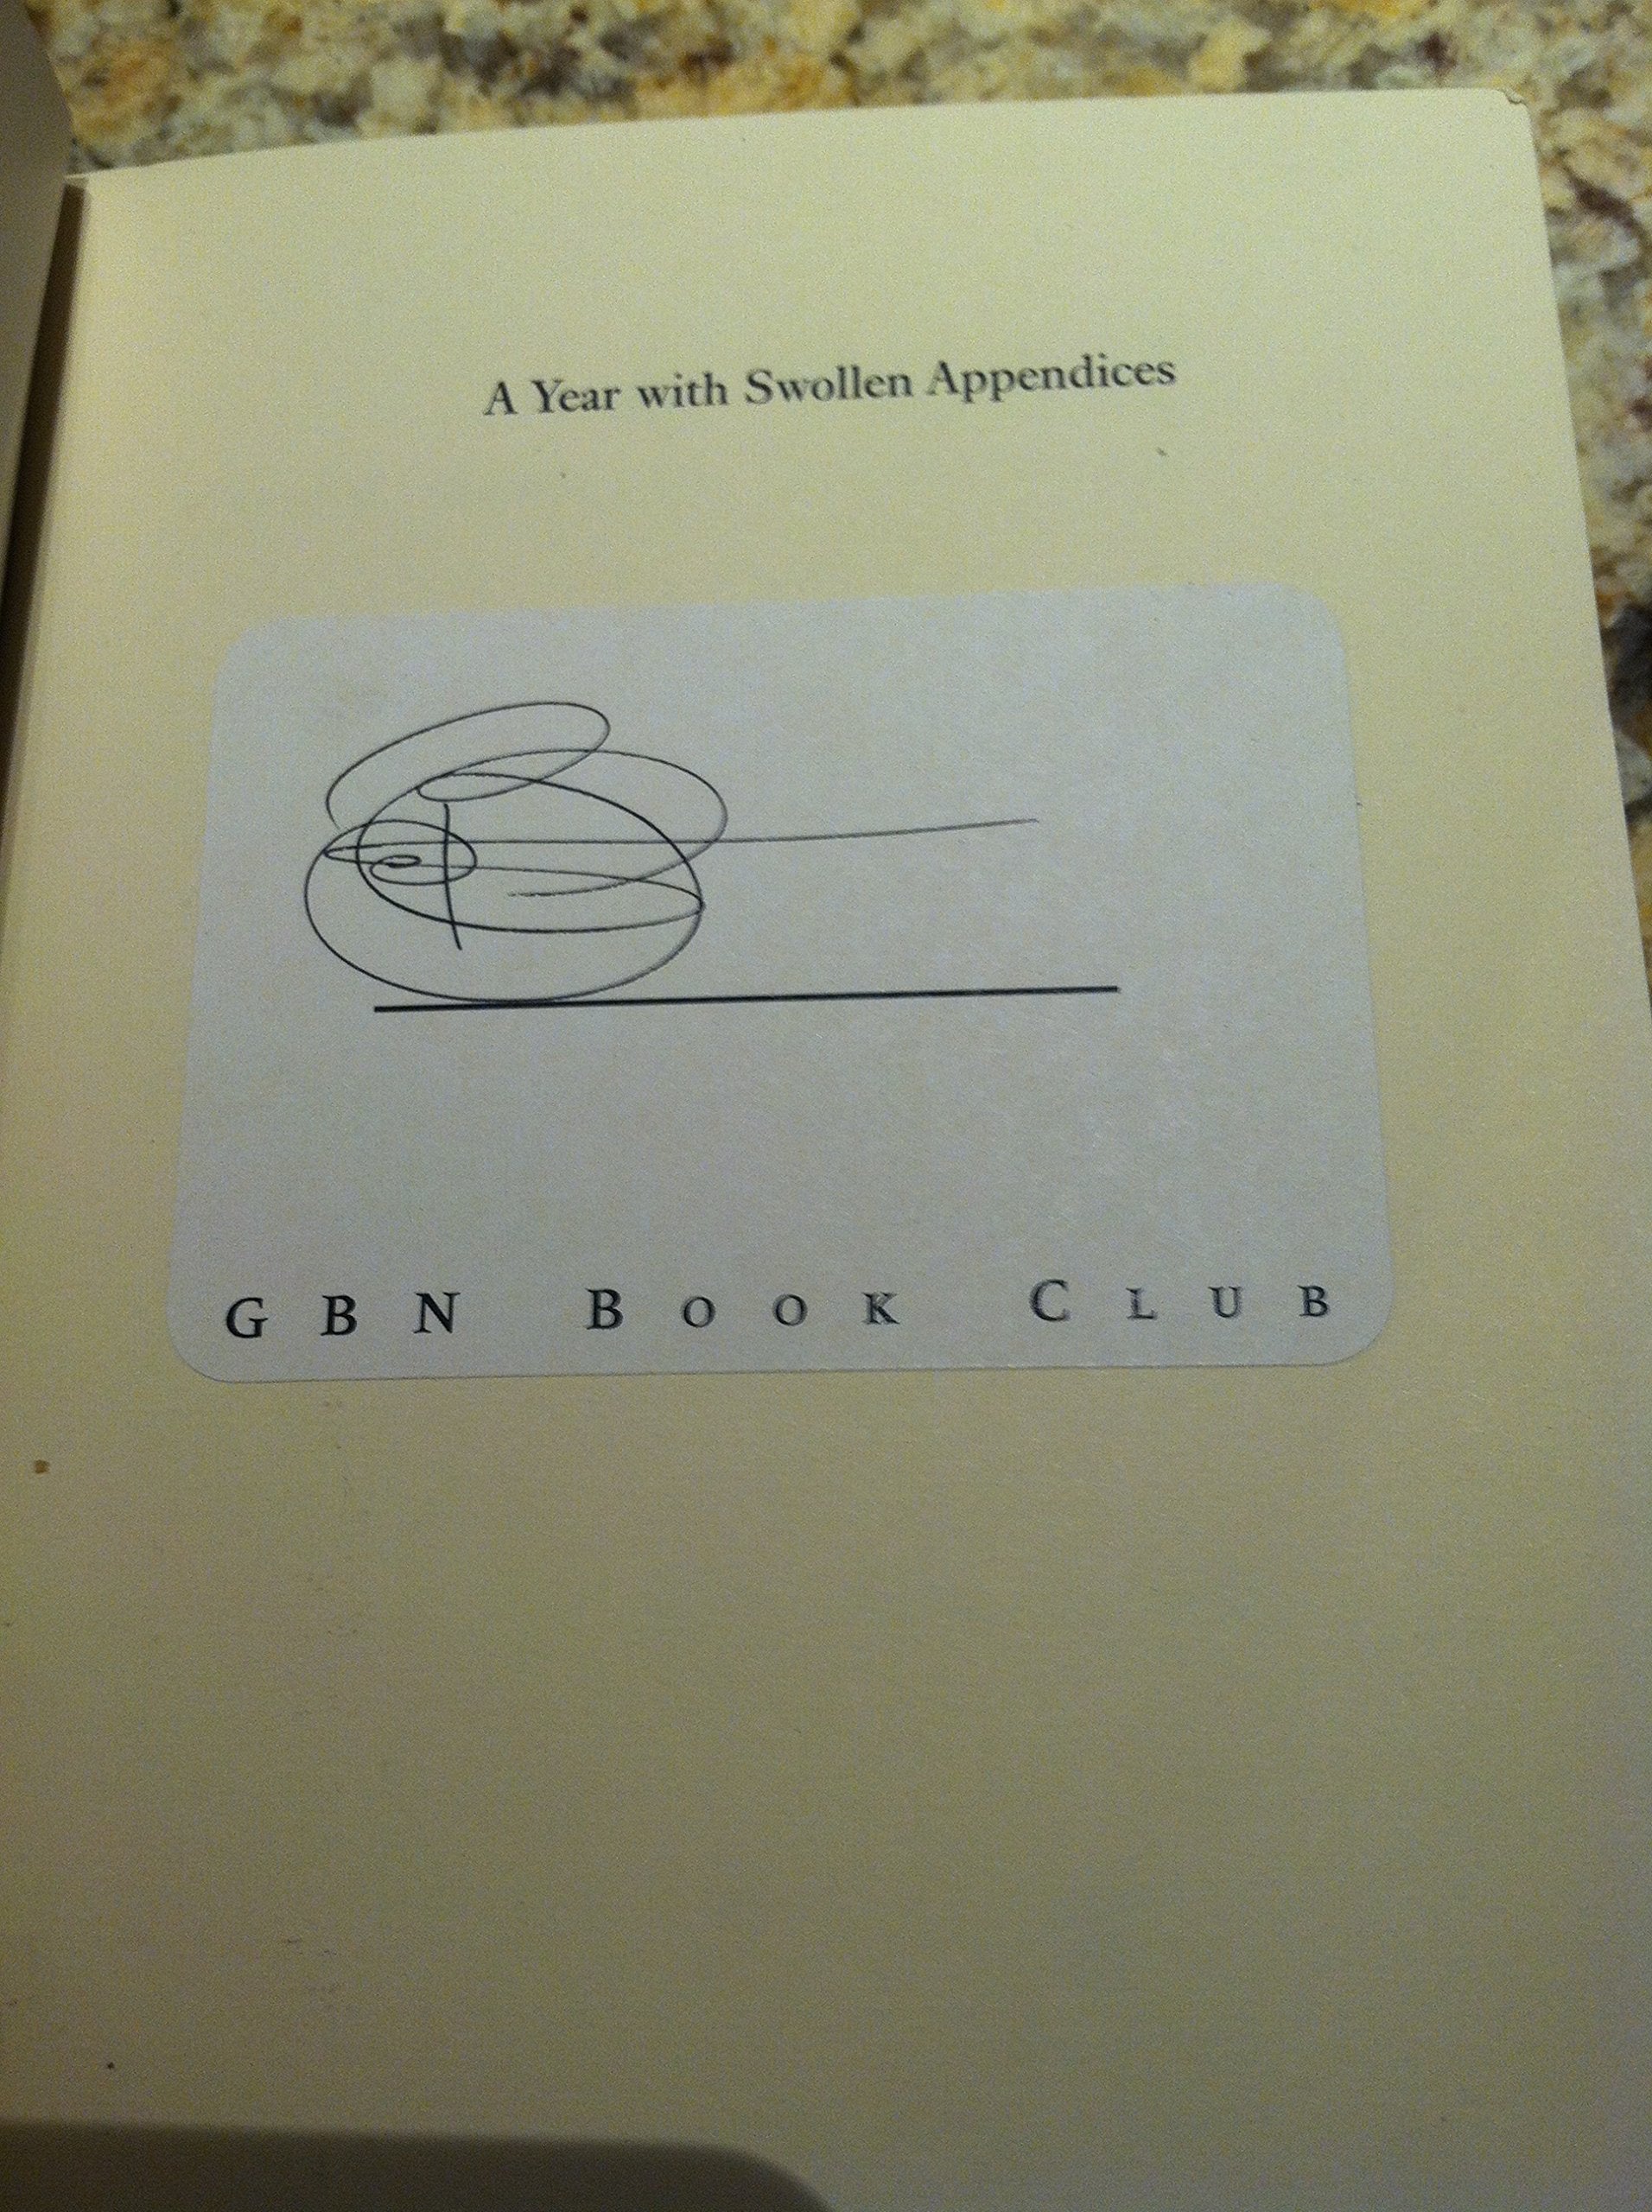 A Year with Swollen Appendices
GBN BOOK CLUB